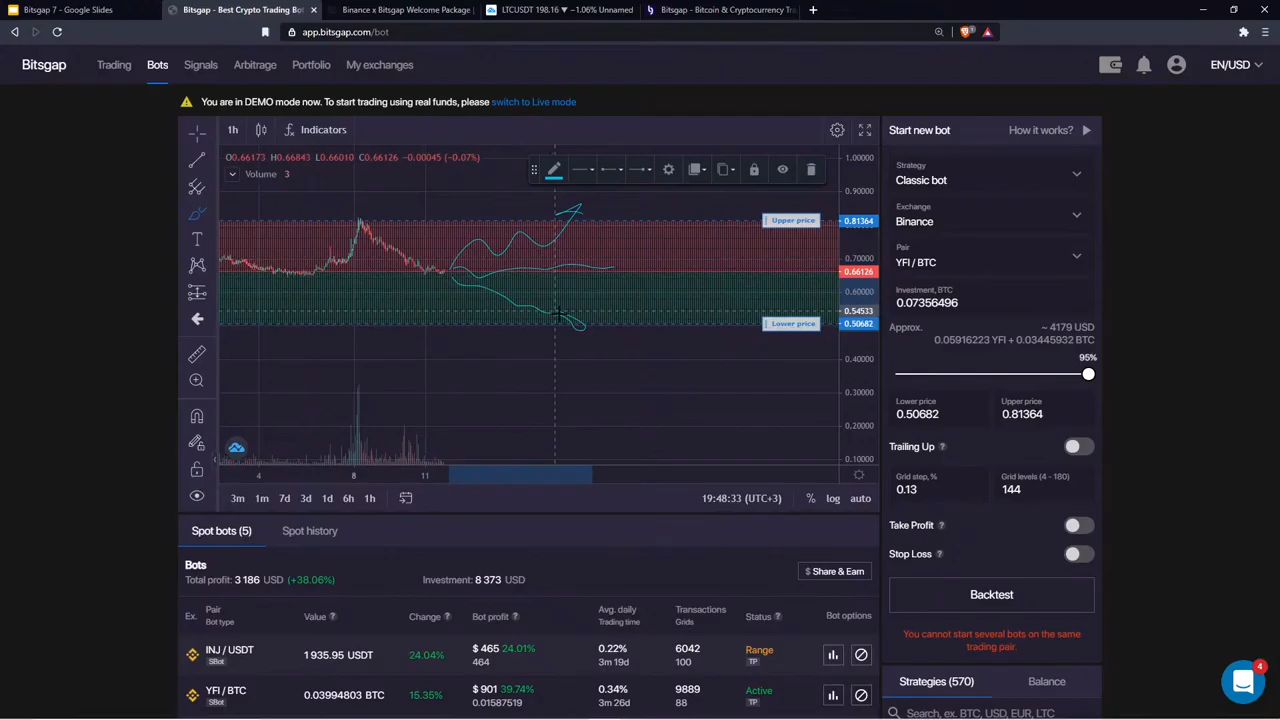 Bitsgap 7 - Google Slides
Bitsgap - Best Crypto Trading Bot
Binance x Bitsgap Welcome Package |
LTCUSDT 198.16 ▼ −1.06% Unnamed
Bitsgap - Bitcoin & Cryptocurrency Tra
app.bitsgap.com/bot
1
Bitsgap
Trading
Bots
Signals
Arbitrage
Portfolio
My exchanges
EN/USD
You are in DEMO mode now. To start trading using real funds, please switch to Live mode
1h
Indicators
O0.66173 H0.66843 L0.66010 C0.66126 −0.00045 (−0.07%)
Volume 3
1.00000
0.90000
Upper price
0.81364
0.70000
0.66126
0.60000
0.54533
Lower price
0.50682
0.40000
0.30000
0.20000
0.10000
4
8
11
3m 1m 7d 3d 1d 6h 1h
19:48:33 (UTC+3)
% log auto
Start new bot
How it works?
Strategy
Classic bot
Exchange
Binance
Pair
YFI / BTC
Investment, BTC
0.07356496
Approx.
~ 4179 USD
0.05916223 YFI + 0.03445932 BTC
95%
Lower price
0.50682
Upper price
0.81364
Trailing Up ?
Grid step, %
0.13
Grid levels (4 - 180)
144
Take Profit ?
Stop Loss ?
Backtest
You cannot start several bots on the same
trading pair.
Strategies (570)
Balance
Search, ex. BTC, USD, EUR, LTC
4
Spot bots (5)
Spot history
Bots
Total profit: 3 186 USD (+38.06%)
Investment: 8 373 USD
$ Share & Earn
Ex.
Pair
Bot type
Value ?
Change ?
Bot profit ?
Avg. daily
Trading time
Transactions
Grids
Status ?
Bot options
INJ / USDT
SBot
1 935.95 USDT
24.04%
$ 465 24.01%
464
0.22%
3m 19d
6042
100
Range
TP
YFI / BTC
SBot
0.03994803 BTC
15.35%
$ 901 39.74%
0.01587519
0.34%
3m 26d
9889
88
Active
TP